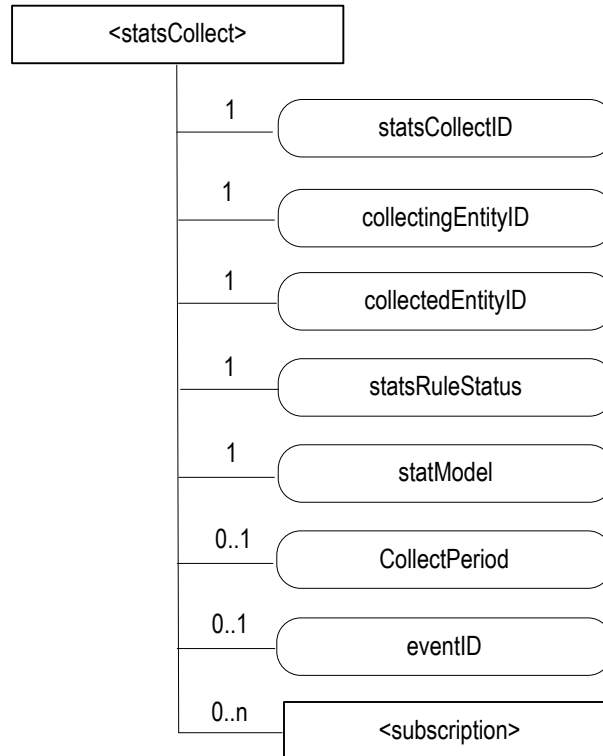 <statsCollect>
1
statsCollectID
1
collectingEntityID
1
collectedEntityID
1
statsRuleStatus
1
statModel
0..1
CollectPeriod
0..1
eventID
0..n
<subscription>